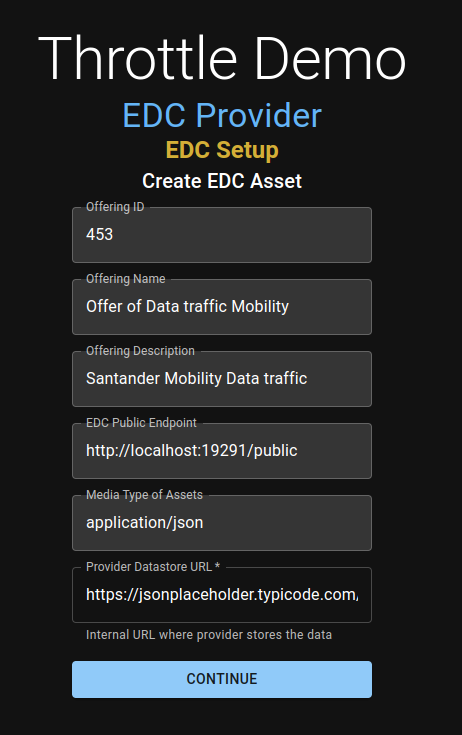 Throttle Demo
EDC Provider
EDC Setup
Create EDC Asset
Offering ID
453
Offering Name
Offer of Data traffic Mobility
Offering Description
Santander Mobility Data traffic
EDC Public Endpoint
http://localhost:19291/public
Media Type of Assets
application/json
Provider Datastore URL *
https://jsonplaceholder.typicode.com/
Internal URL where provider stores the data
CONTINUE